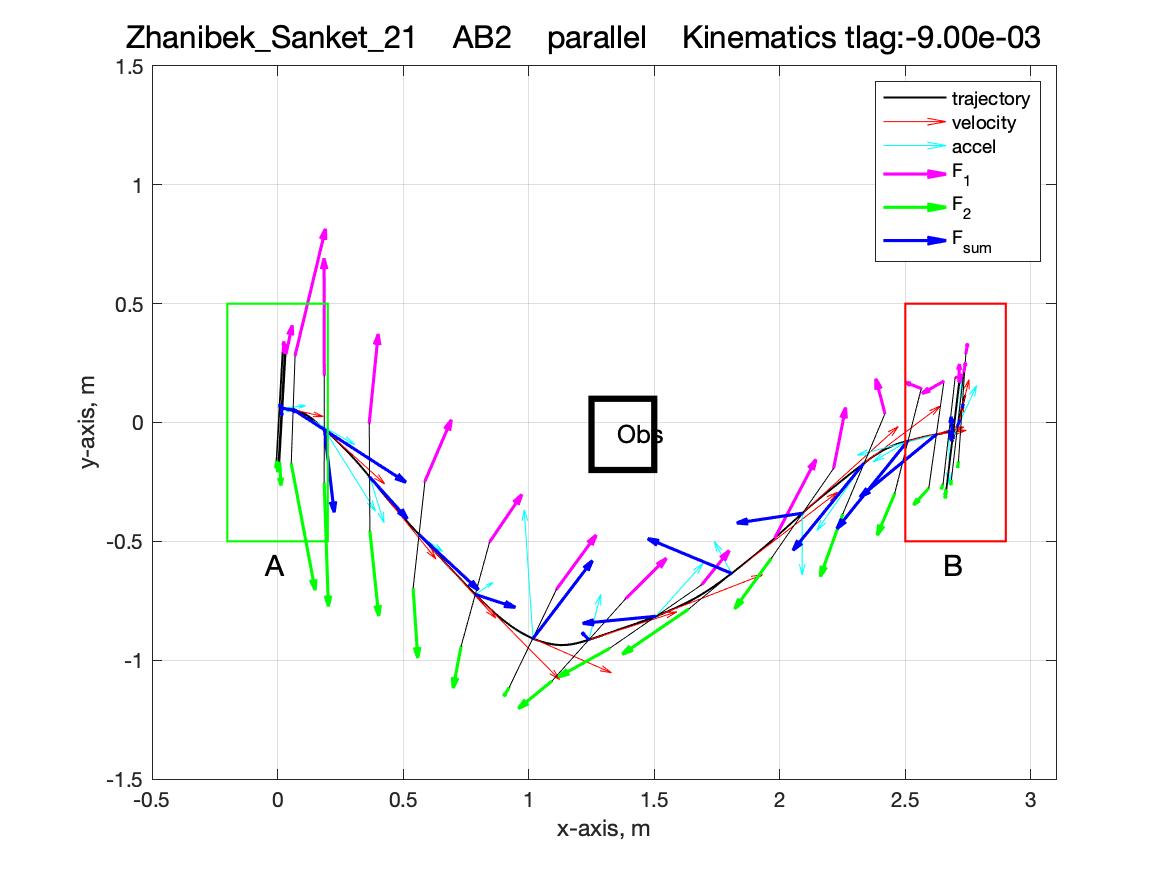 Zhanibek_Sanket_21 AB2 parallel Kinematics tlag:-9.00e-03
1.5
1
0.5
0
-0.5
-1
-1.5
y-axis, m
trajectory
velocity
accel
F1
F2
Fsum
Obs
A
B
-0.5 0 0.5 1 1.5 2 2.5 3
x-axis, m